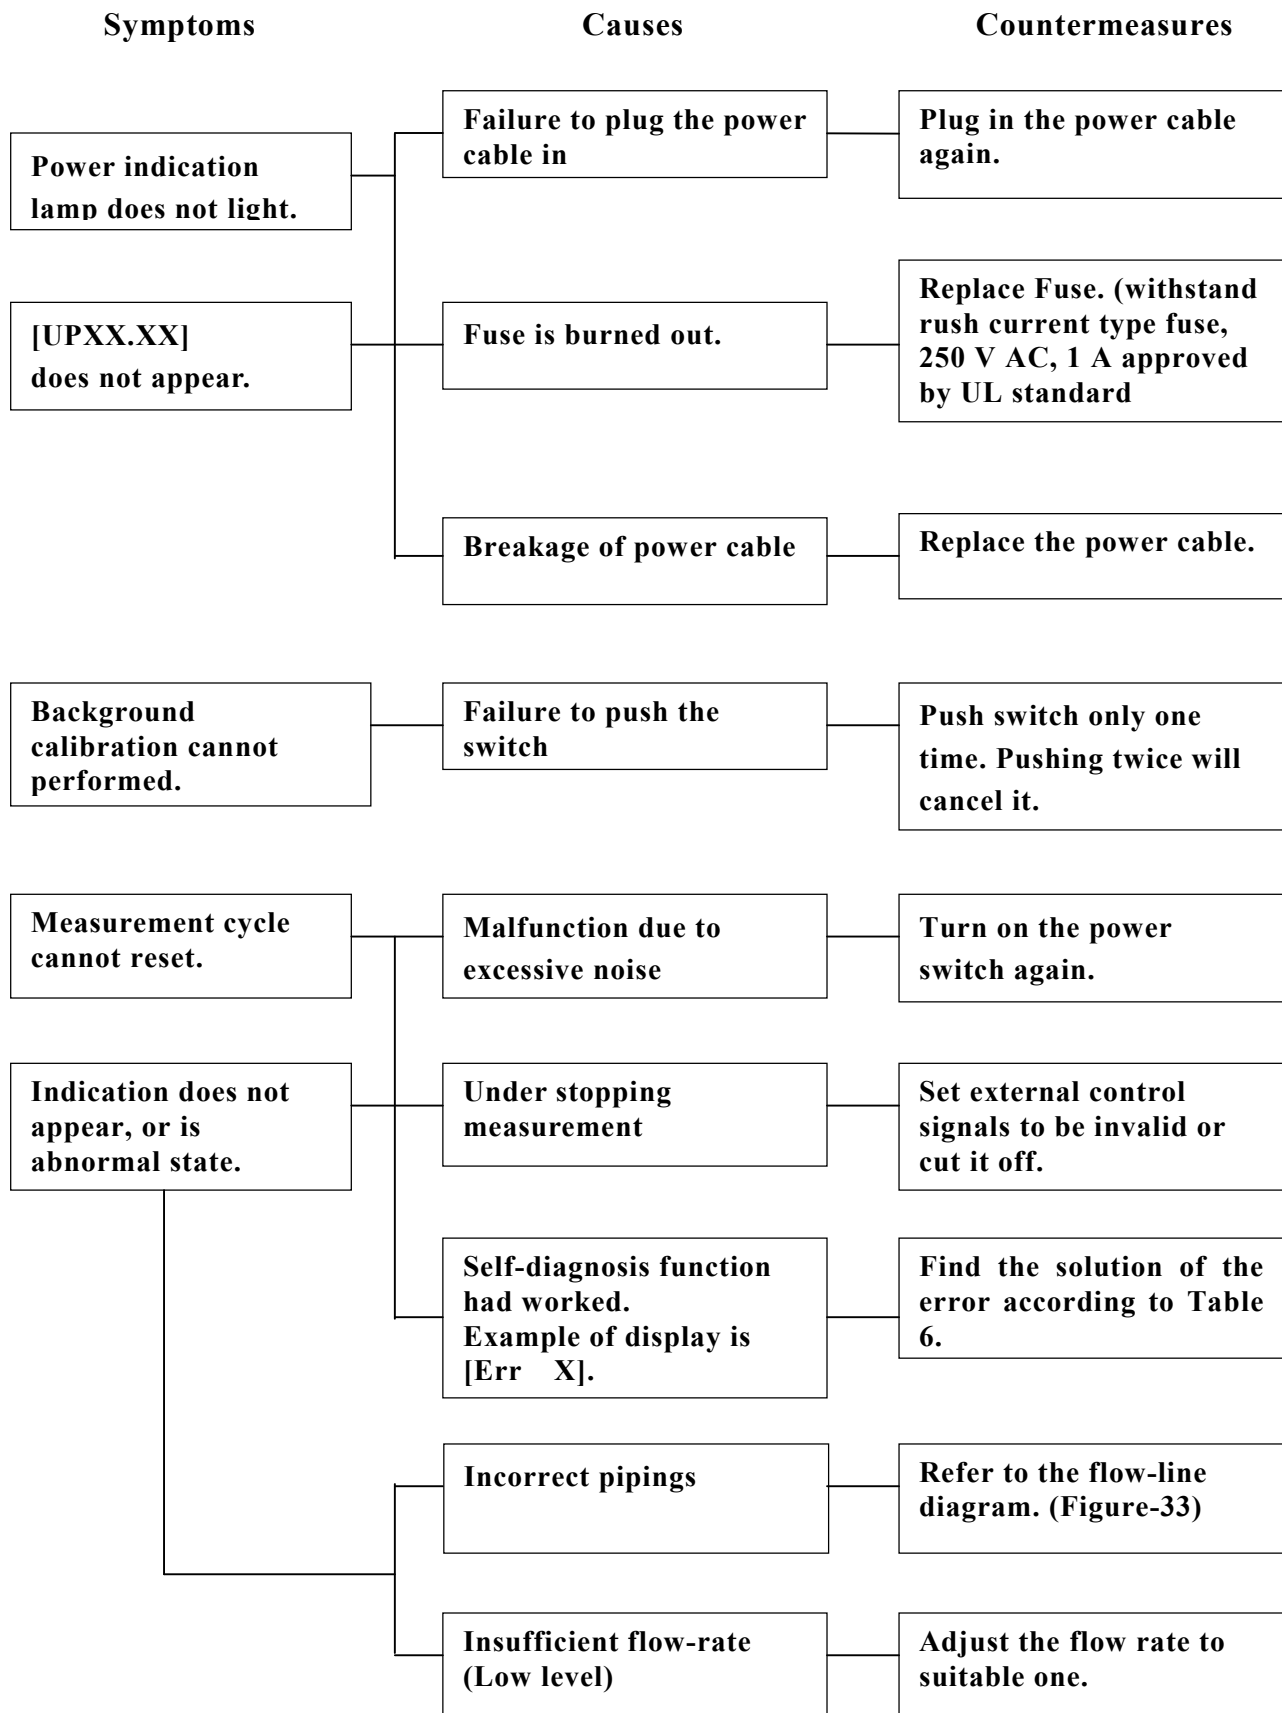 Symptoms
Causes
Countermeasures
Failure to plug the power
cable in
Plug in the power cable
again.
Power indication
lamp does not light.
[UPXX.XX]
does not appear.
Fuse is burned out.
Replace Fuse. (withstand
rush current type fuse,
250 V AC, 1 A approved
by UL standard
Breakage of power cable
Replace the power cable.
Background
calibration cannot
performed.
Failure to push the
switch
Push switch only one
time. Pushing twice will
cancel it.
Measurement cycle
cannot reset.
Malfunction due to
excessive noise
Turn on the power
switch again.
Indication does not
appear, or is
abnormal state.
Under stopping
measurement
Set external control
signals to be invalid or
cut it off.
Self-diagnosis function
had worked.
Example of display is
[Err X].
Find the solution of the
error according to Table
6.
Incorrect pipings
Refer to the flow-line
diagram. (Figure-33)
Insufficient flow-rate
(Low level)
Adjust the flow rate to
suitable one.